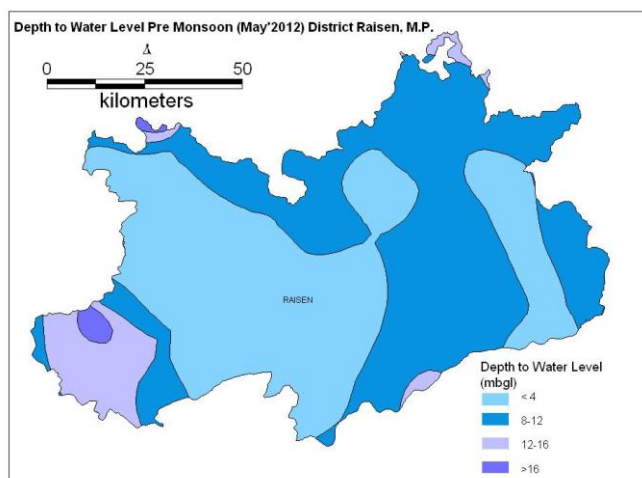 Depth to Water Level Pre Monsoon (May'2012) District Raisen, M.P.
0 25 50
kilometers
RAISEN
Depth to Water Level
(mbgl)
< 4
8-12
12-16
>16